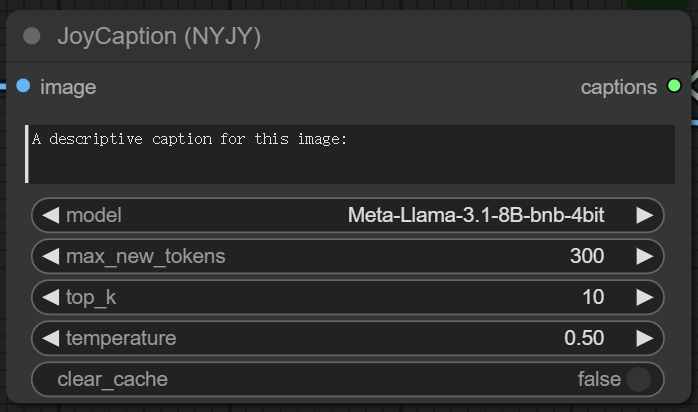 JoyCaption (NYJY)
image captions
A descriptive caption for this image:
model Meta-Llama-3.1-8B-bnb-4bit
max_new_tokens 300
top_k 10
temperature 0.50
clear_cache false